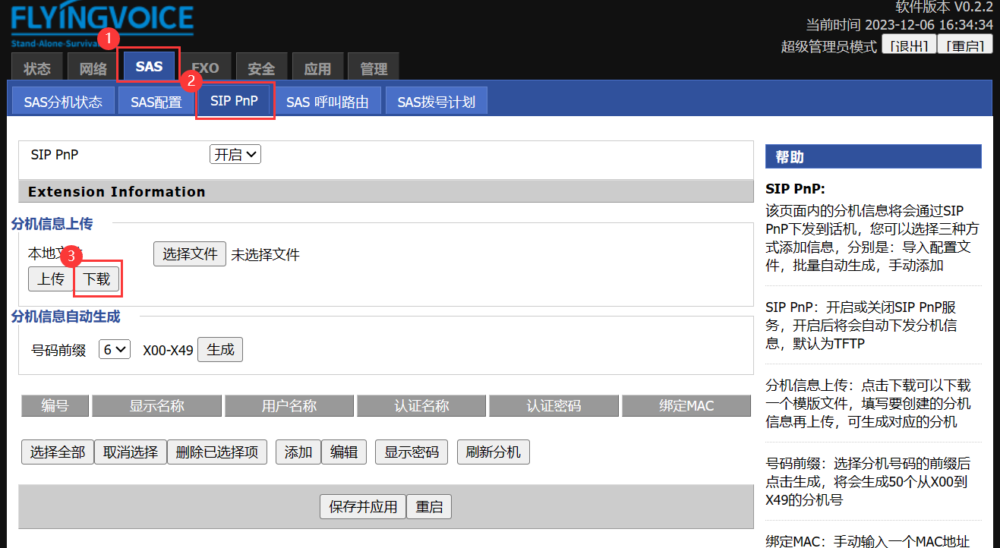 FLYINGVOICE
软件版本 V0.2.2
当前时间 2023-12-06 16:34:34
Stand-Alone-Surviva
1
超级管理员模式 [退出] [重启]
状态 网络 SAS FXO 安全 应用 管理
2
SAS分机状态 SAS配置 SIP PnP SAS 呼叫路由 SAS拨号计划
SIP PnP 开启
Extension Information
分机信息上传
本地文件 选择文件 未选择文件
3
上传 下载
分机信息自动生成
号码前缀 6 X00-X49 生成
编号 显示名称 用户名称 认证名称 认证密码 绑定MAC
选择全部 取消选择 删除已选择项 添加 编辑 显示密码 刷新分机
保存并应用 重启
帮助
SIP PnP:
该页面内的分机信息将会通过SIP
PnP下发到话机，您可以选择三种方
式添加信息，分别是：导入配置文
件，批量自动生成，手动添加
SIP PnP：开启或关闭SIP PnP服
务，开启后将会自动下发分机信
息，默认为TFTP
分机信息上传：点击下载可以下载
一个模版文件，填写要创建的分机
信息再上传，可生成对应的分机
号码前缀：选择分机号码的前缀后
点击生成，将会生成50个从X00到
X49的分机号
绑定MAC：手动输入一个MAC地址